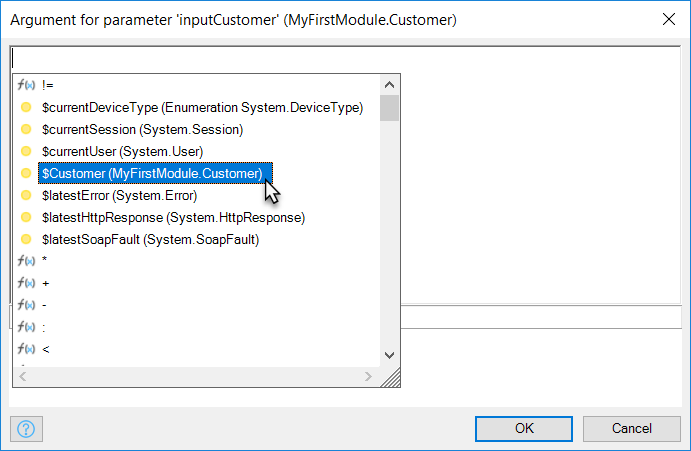 Argument for parameter 'inputCustomer' (MyFirstModule.Customer)
f(x) !=
$currentDeviceType (Enumeration System.DeviceType)
$currentSession (System.Session)
$currentUser (System.User)
$Customer (MyFirstModule.Customer)
$latestError (System.Error)
$latestHttpResponse (System.HttpResponse)
$latestSoapFault (System.SoapFault)
f(x) *
f(x) +
f(x) -
f(x) :
f(x) <
? OK Cancel